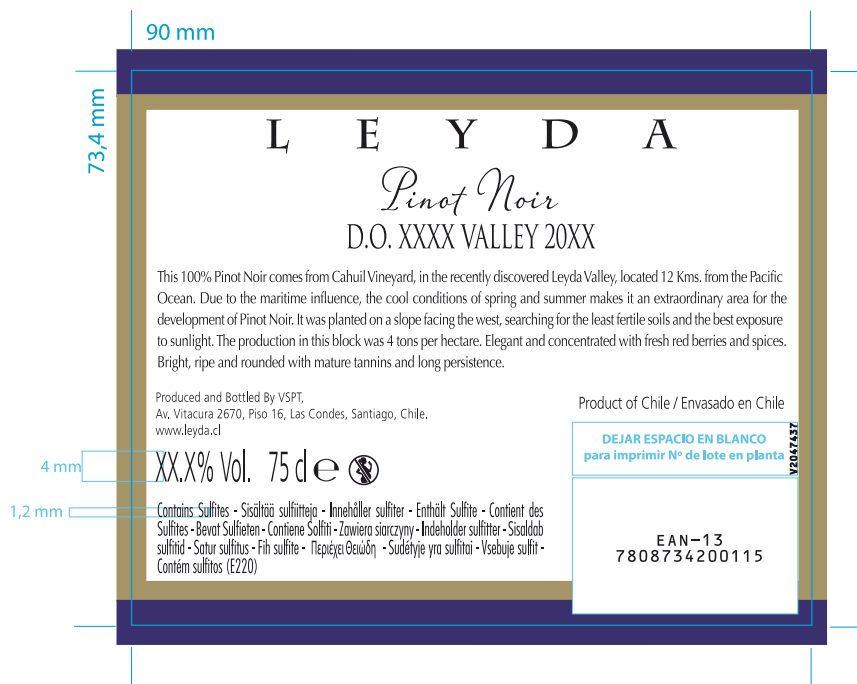 90 mm
73,4 mm
L E Y D A
Pinot Noir
D.O. XXXX VALLEY 20XX
This 100% Pinot Noir comes from Cahuil Vineyard, in the recently discovered Leyda Valley, located 12 Kms. from the Pacific
Ocean. Due to the maritime influence, the cool conditions of spring and summer makes it an extraordinary area for the
development of Pinot Noir. It was planted on a slope facing the west, searching for the least fertile soils and the best exposure
to sunlight. The production in this block was 4 tons per hectare. Elegant and concentrated with fresh red berries and spices.
Bright, ripe and rounded with mature tannins and long persistence.
Produced and Bottled By VSPT,
Av. Vitacura 2670, Piso 16, Las Condes, Santiago, Chile.
www.leyda.cl
Product of Chile / Envasado en Chile
DEJAR ESPACIO EN BLANCO
para imprimir Nº de lote en planta
V2047437
4 mm
XX.X% Vol. 75 cl ℮
1,2 mm
Contains Sulfites - Sisältää sulfiitteja - Innehåller sulfiter - Enthält Sulfite - Contient des
Sulfites - Bevat Sulfieten - Contiene Solfiti - Zawiera siarczyny - Indeholder sulfitter - Sisaldab
sulfitid - Satur sulfitus - Fih sulfite - Περιέχει Θειώδη - Sudétyje yra sulfitai - Vsebuje sulfit -
Contém sulfitos (E220)
EAN-13
7808734200115